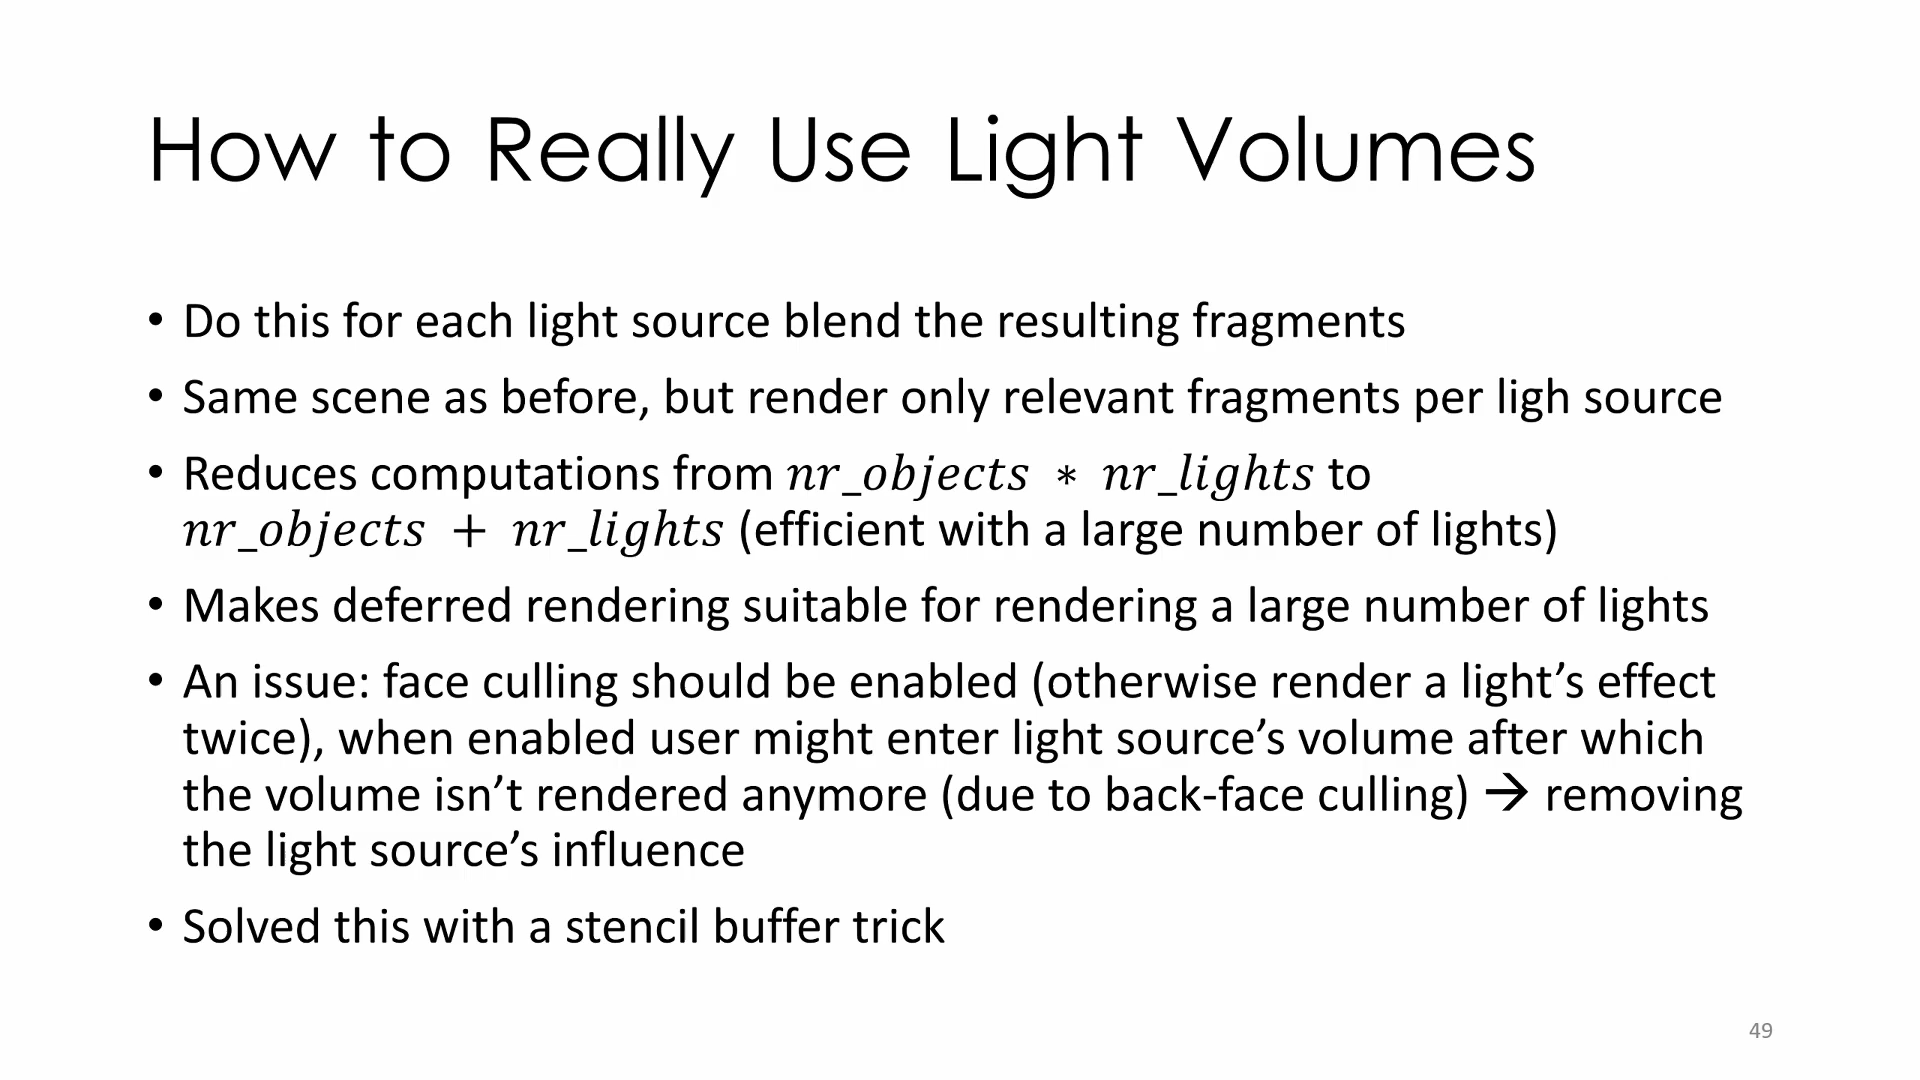 How to Really Use Light Volumes
• Do this for each light source blend the resulting fragments
• Same scene as before, but render only relevant fragments per ligh source
• Reduces computations from nr_objects * nr_lights to
nr_objects + nr_lights (efficient with a large number of lights)
• Makes deferred rendering suitable for rendering a large number of lights
• An issue: face culling should be enabled (otherwise render a light’s effect
twice), when enabled user might enter light source’s volume after which
the volume isn’t rendered anymore (due to back-face culling) → removing
the light source’s influence
• Solved this with a stencil buffer trick
49